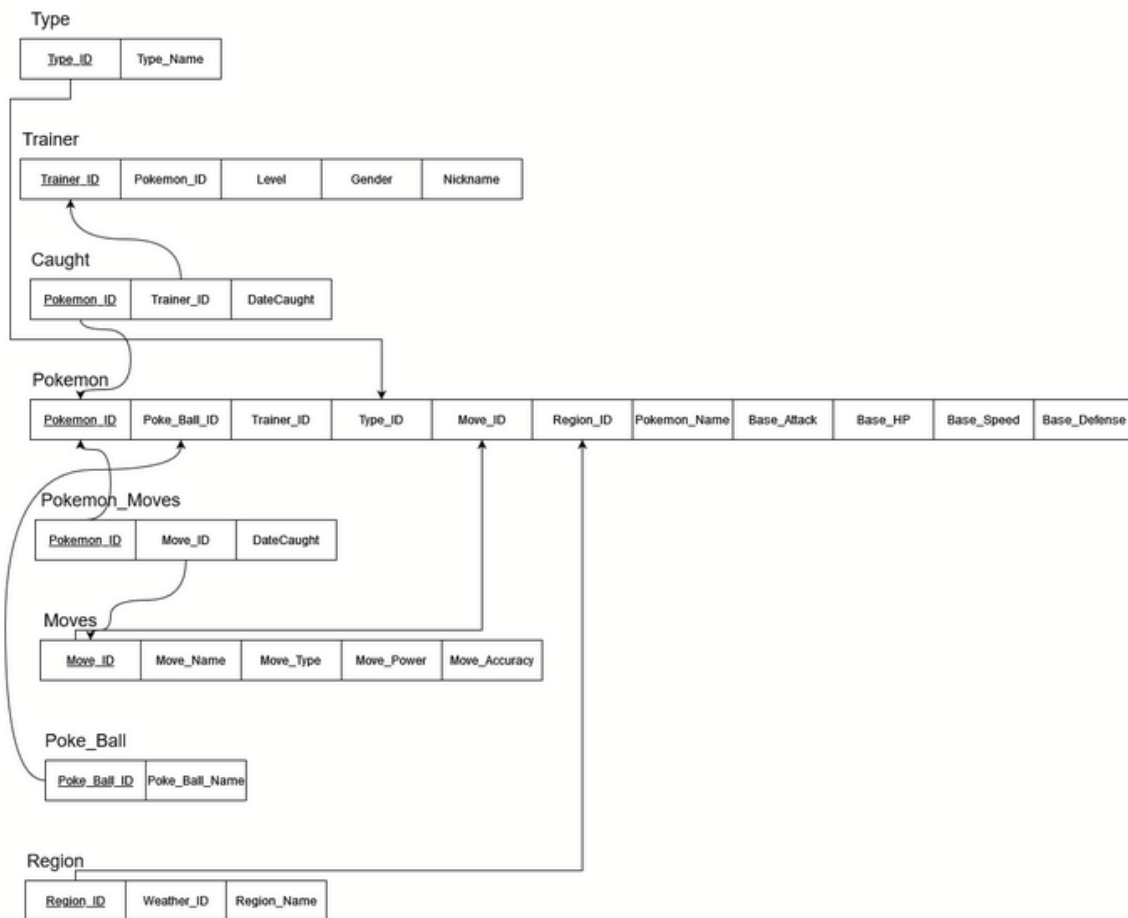 Type
Type_ID Type_Name
Trainer
Trainer_ID Pokemon_ID Level Gender Nickname
Caught
Pokemon_ID Trainer_ID DateCaught
Pokemon
Pokemon_ID Poke_Ball_ID Trainer_ID Type_ID Move_ID Region_ID Pokemon_Name Base_Attack Base_HP Base_Speed Base_Defense
Pokemon_Moves
Pokemon_ID Move_ID DateCaught
Moves
Move_ID Move_Name Move_Type Move_Power Move_Accuracy
Poke_Ball
Poke_Ball_ID Poke_Ball_Name
Region
Region_ID Weather_ID Region_Name